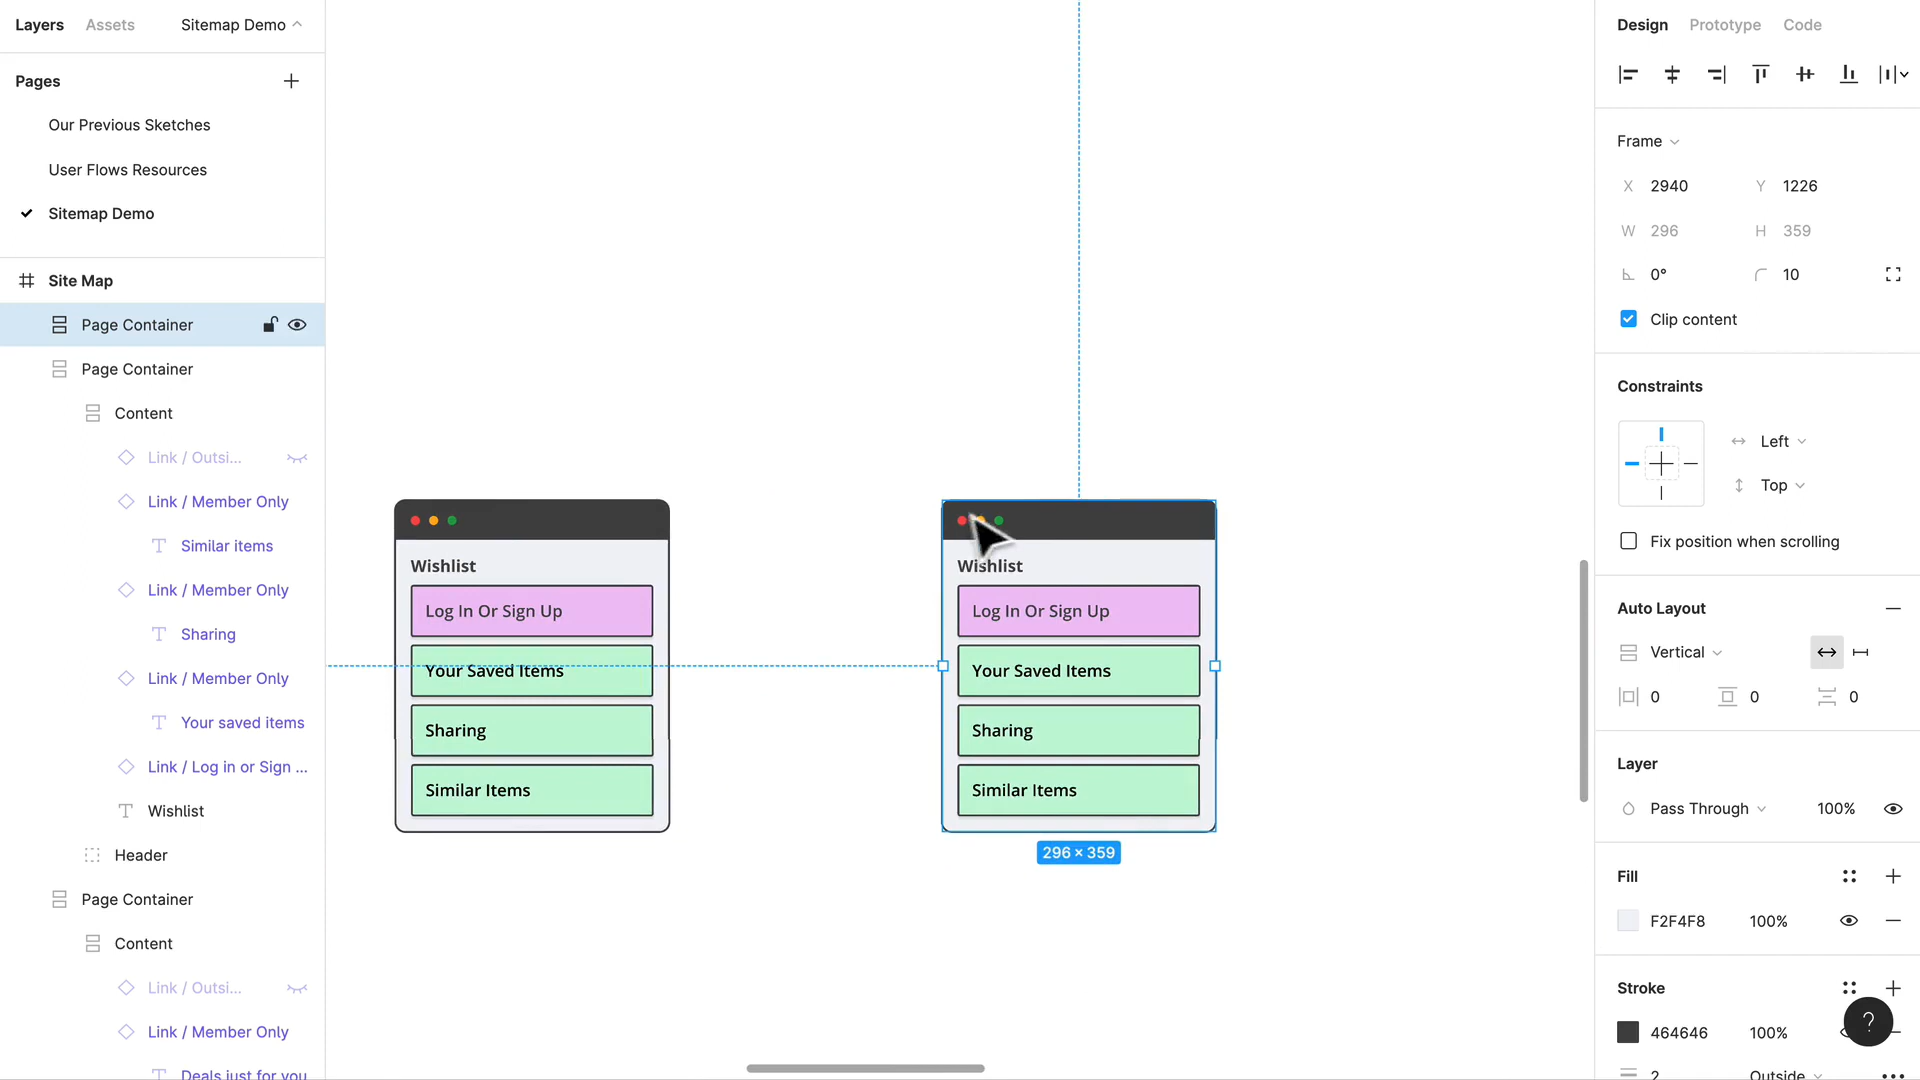 Layers Assets Sitemap Demo
Pages
Our Previous Sketches
User Flows Resources
Sitemap Demo
Site Map
Page Container
Page Container
Content
Link / Outsi...
Link / Member Only
Similar items
Link / Member Only
Sharing
Link / Member Only
Your saved items
Link / Log in or Sign ...
Wishlist
Header
Page Container
Content
Link / Outsi...
Link / Member Only
Deals just for you
Wishlist
Log In Or Sign Up
Your Saved Items
Sharing
Similar Items
Wishlist
Log In Or Sign Up
Your Saved Items
Sharing
Similar Items
296 × 359
Design Prototype Code
Frame
X 2940 Y 1226
W 296 H 359
0° 10
Clip content
Constraints
Left
Top
Fix position when scrolling
Auto Layout
Vertical
0 0 0
Layer
Pass Through 100%
Fill
F2F4F8 100%
Stroke
464646 100%
?
2 Outside